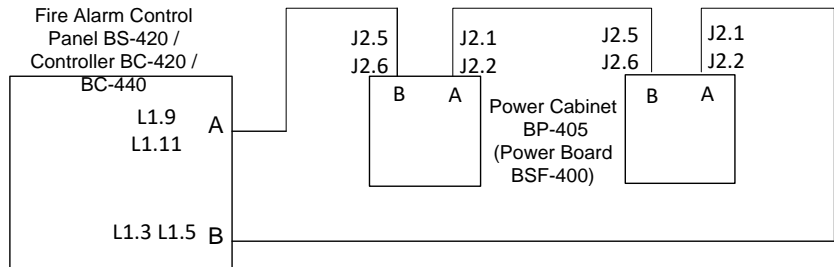 Fire Alarm Control
Panel BS-420 /
Controller BC-420 /
BC-440
L1.9
L1.11
A
L1.3 L1.5 B
J2.5
J2.6
J2.1
J2.2
B A
Power Cabinet
BP-405
(Power Board
BSF-400)
J2.5
J2.6
J2.1
J2.2
B A